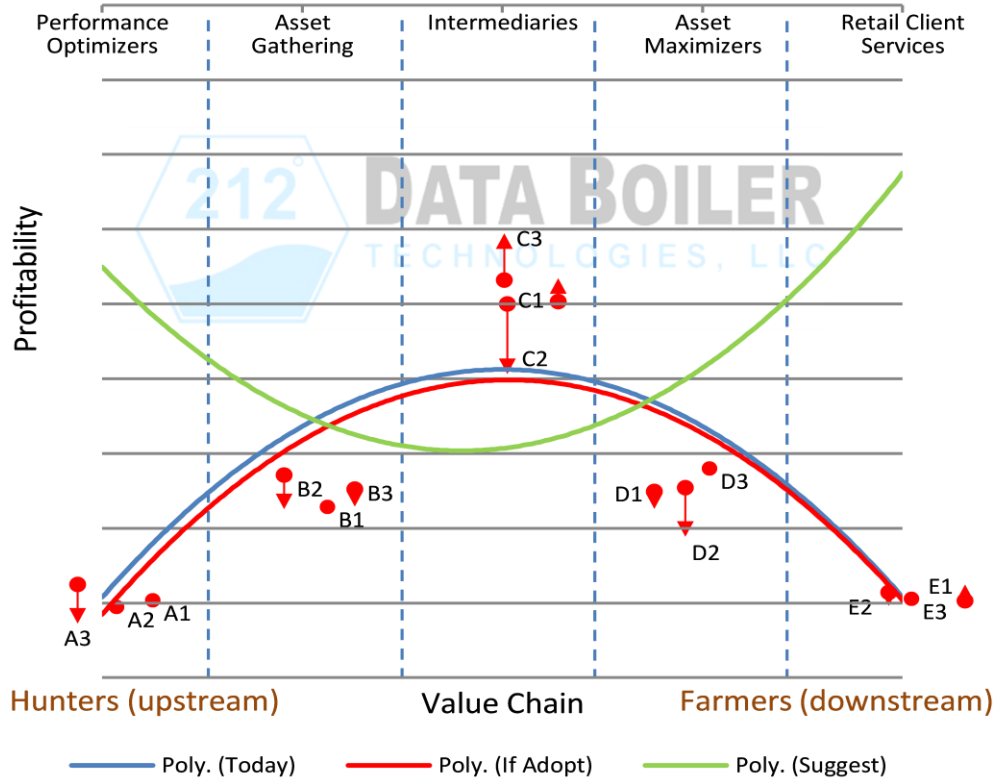 Performance
Optimizers
Asset
Gathering
Intermediaries
Asset
Maximizers
Retail Client
Services
212°
DATA BOILER
TECHNOLOGIES, LLC
Profitability
C3
C1
C2
B2
B3
B1
D3
D1
D2
A3
A2
A1
E2
E1
E3
Hunters (upstream)
Value Chain
Farmers (downstream)
Poly. (Today)
Poly. (If Adopt)
Poly. (Suggest)